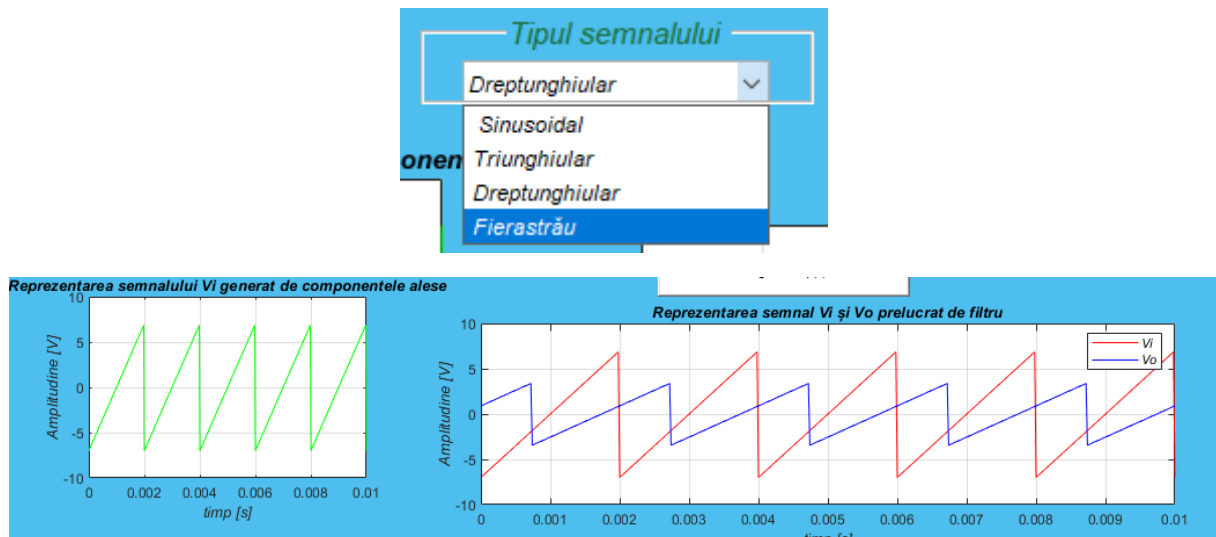 Tipul semnalului
Dreptunghiular
Sinusoidal
onen
Triunghiular
Dreptunghiular
Fierastrău
Reprezentarea semnalului Vi generat de componentele alese
10
5
0
-5
-10
Amplitudine [V]
0 0.002 0.004 0.006 0.008 0.01
timp [s]
Reprezentarea semnal Vi și Vo prelucrat de filtru
10
5
0
-5
-10
Amplitudine [V]
Vi
Vo
0 0.001 0.002 0.003 0.004 0.005 0.006 0.007 0.008 0.009 0.01